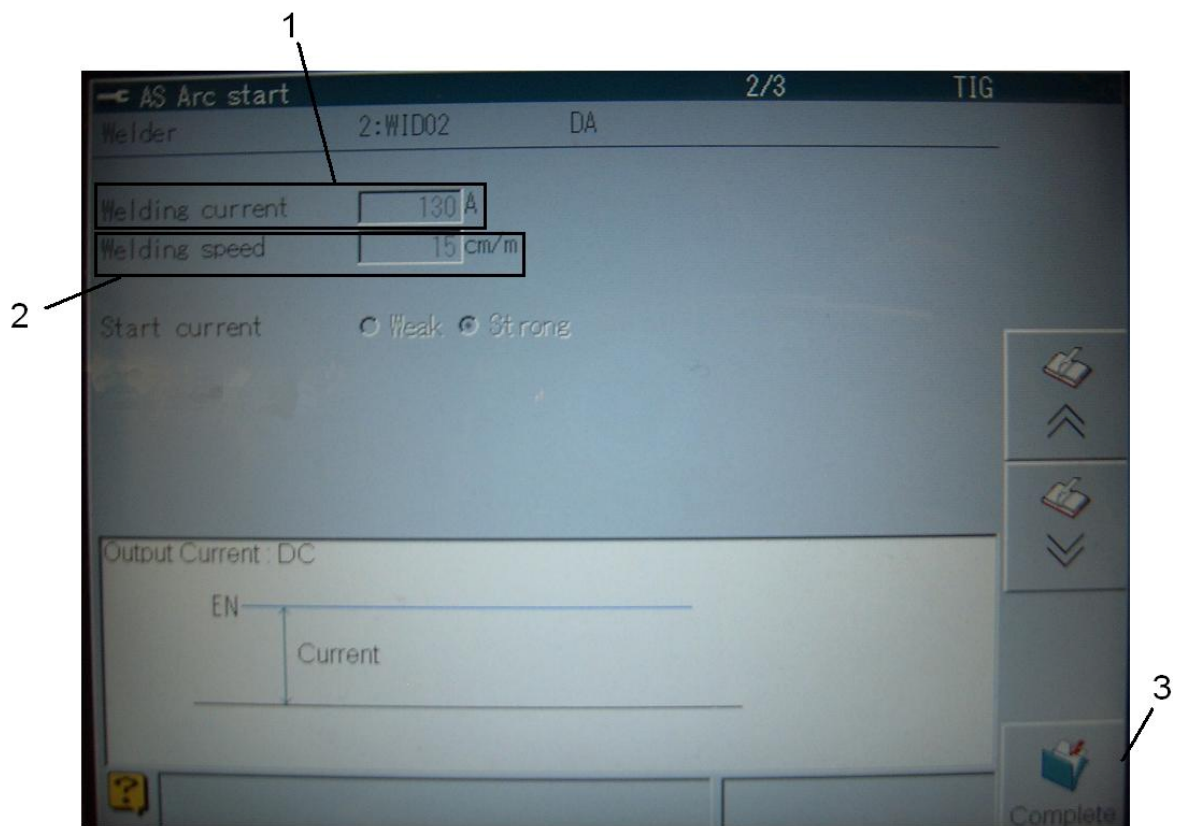 1
AS Arc start 2/3 TIG
Welder 2:WID02 DA
Welding current 130 A
Welding speed 15 cm/m
2
Start current Weak Strong
Output Current : DC
EN
Current
3
?
Complete